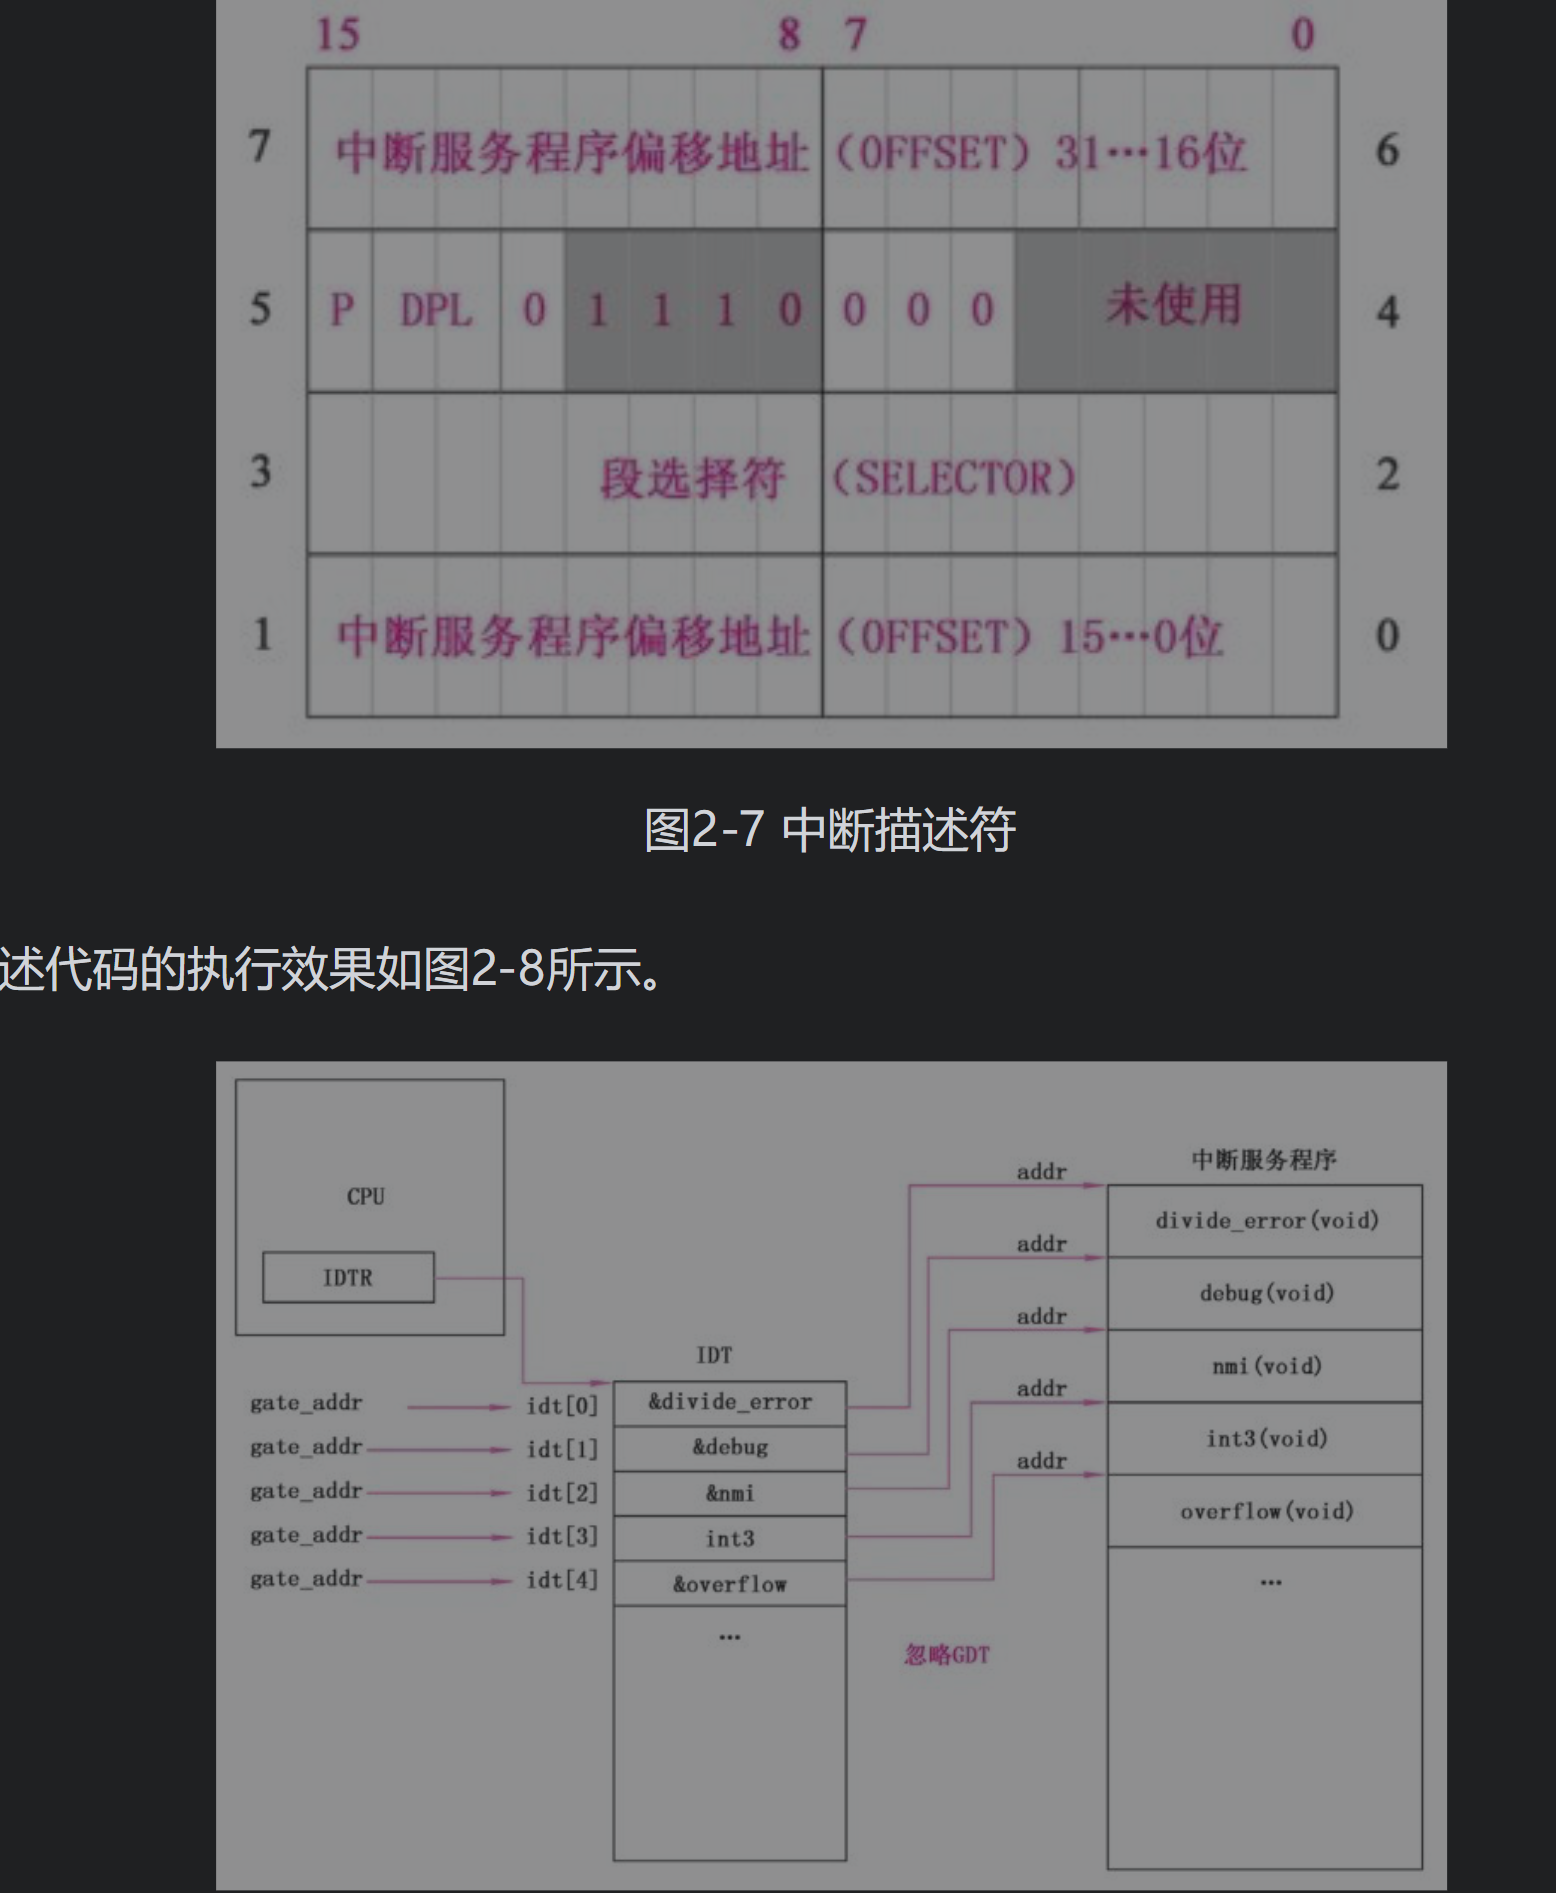 15 8 7 0
7 中断服务程序偏移地址（OFFSET）31…16位 6
5 P DPL 0 1 1 1 0 0 0 0 未使用 4
3 段选择符（SELECTOR） 2
1 中断服务程序偏移地址（OFFSET）15…0位 0
图2-7 中断描述符
述代码的执行效果如图2-8所示。
CPU
IDTR
IDT
gate_addr idt[0] &divide_error
gate_addr idt[1] &debug
gate_addr idt[2] &nmi
gate_addr idt[3] int3
gate_addr idt[4] &overflow
…
addr
addr
addr
addr
addr
忽略GDT
中断服务程序
divide_error(void)
debug(void)
nmi(void)
int3(void)
overflow(void)
…